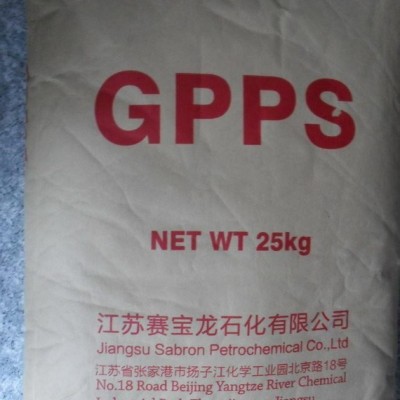 GPPS
NET WT 25kg
江苏赛宝龙石化有限公司
Jiangsu Sabron Petrochemical Co.,Ltd
江苏省张家港市扬子江化学工业园北京路18号
No.18 Road Beijing Yangtze River Chemical